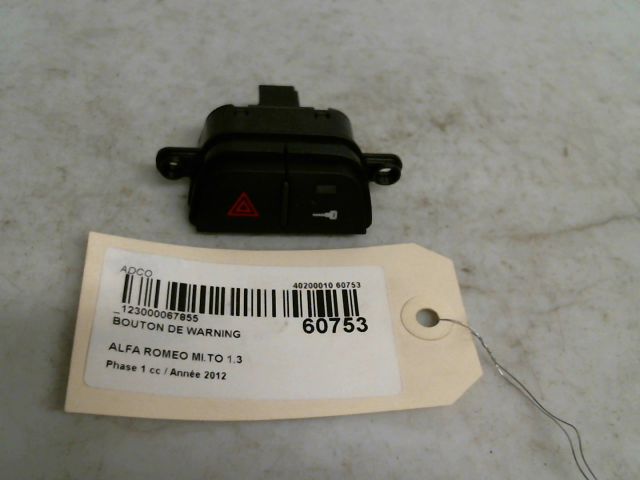 ADCO
40200010 60753
_123000067855
BOUTON DE WARNING
60753
ALFA ROMEO MI.TO 1.3
Phase 1 cc / Année 2012